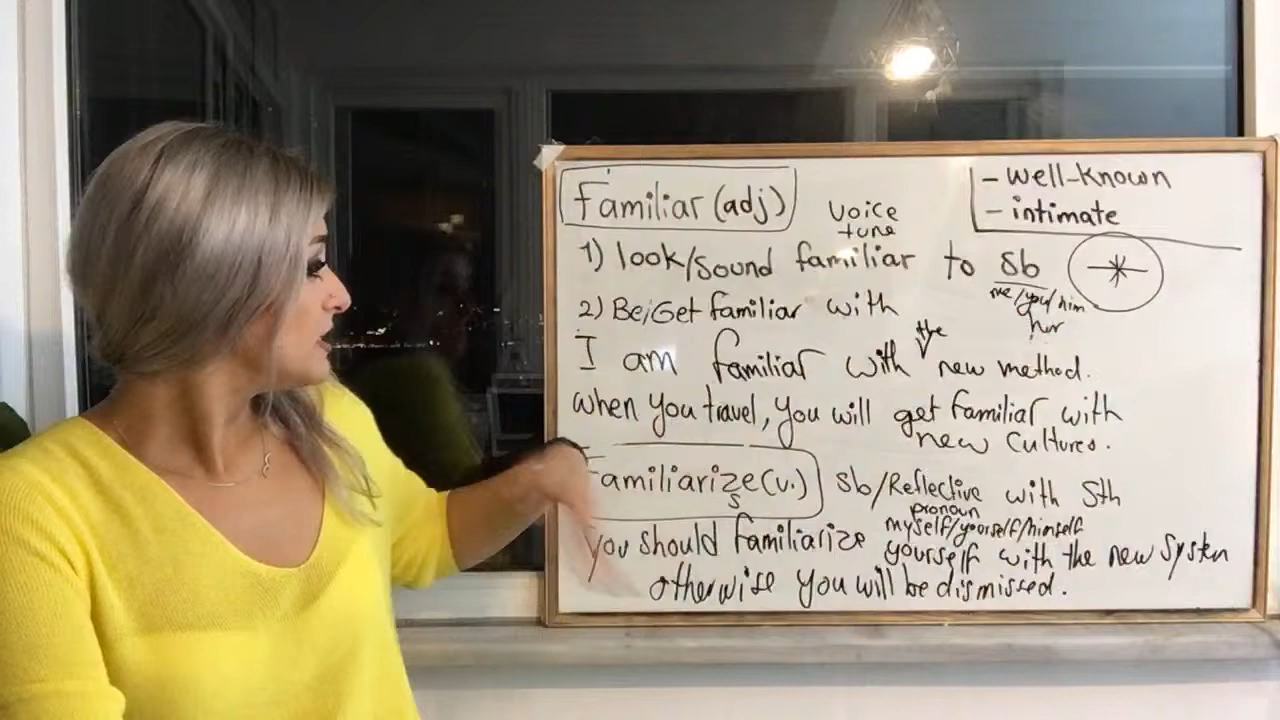 familiar (adj)
voice
tune
- well-known
- intimate
1) look/sound familiar to sb
me/you/him
her
2) Be/Get familiar with
the
I am familiar with new method.
When you travel, you will get familiar with
new cultures.
Familiarize (v.) sb/Reflective with Sth
s
pronoun
myself/yourself/himself
you should familiarize yourself with the new system
otherwise you will be dismissed.